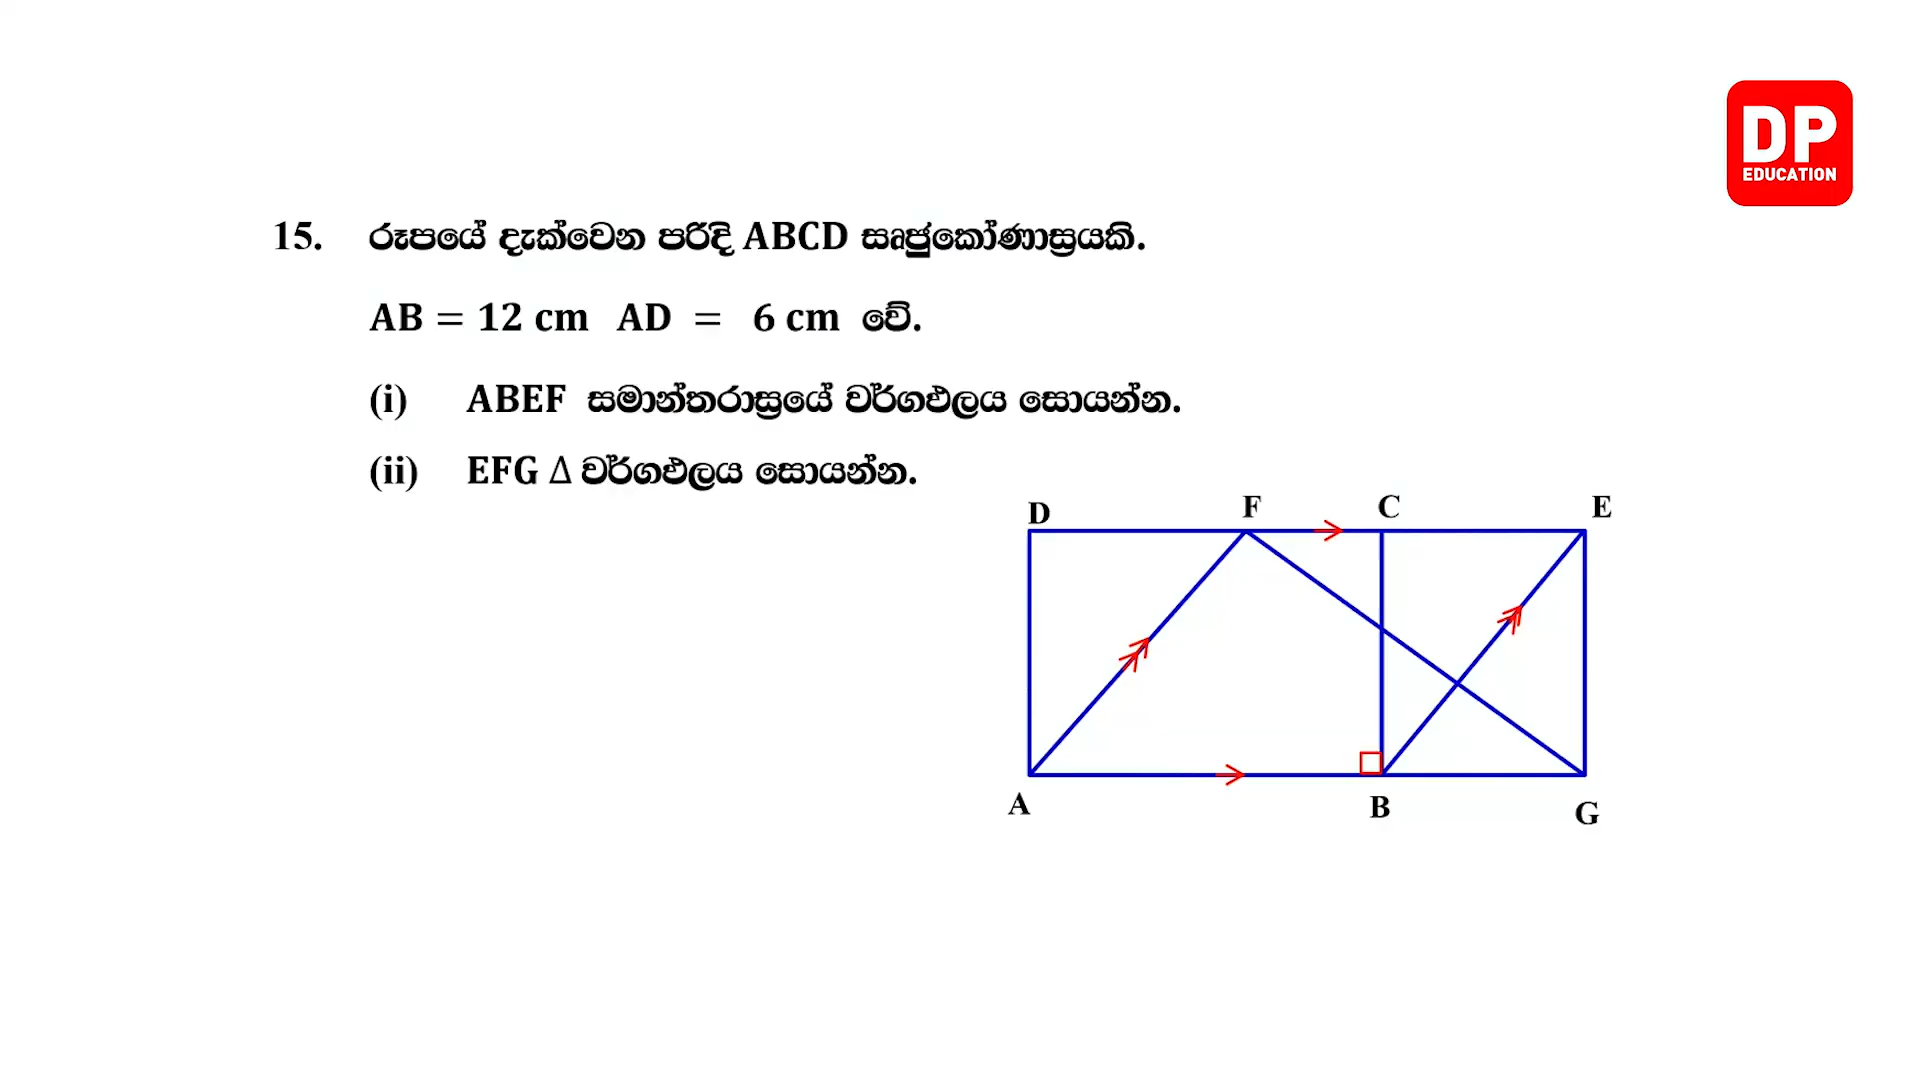 DP
EDUCATION
15. රූපයේ දැක්වෙන පරිදි ABCD සෘජුකෝණාස්‍රයකි.
AB = 12 cm AD = 6 cm වේ.
(i) ABEF සමාන්තරාස්‍රයේ වර්ගඵලය සොයන්න.
(ii) EFG Δ වර්ගඵලය සොයන්න.
D F C E
A B G